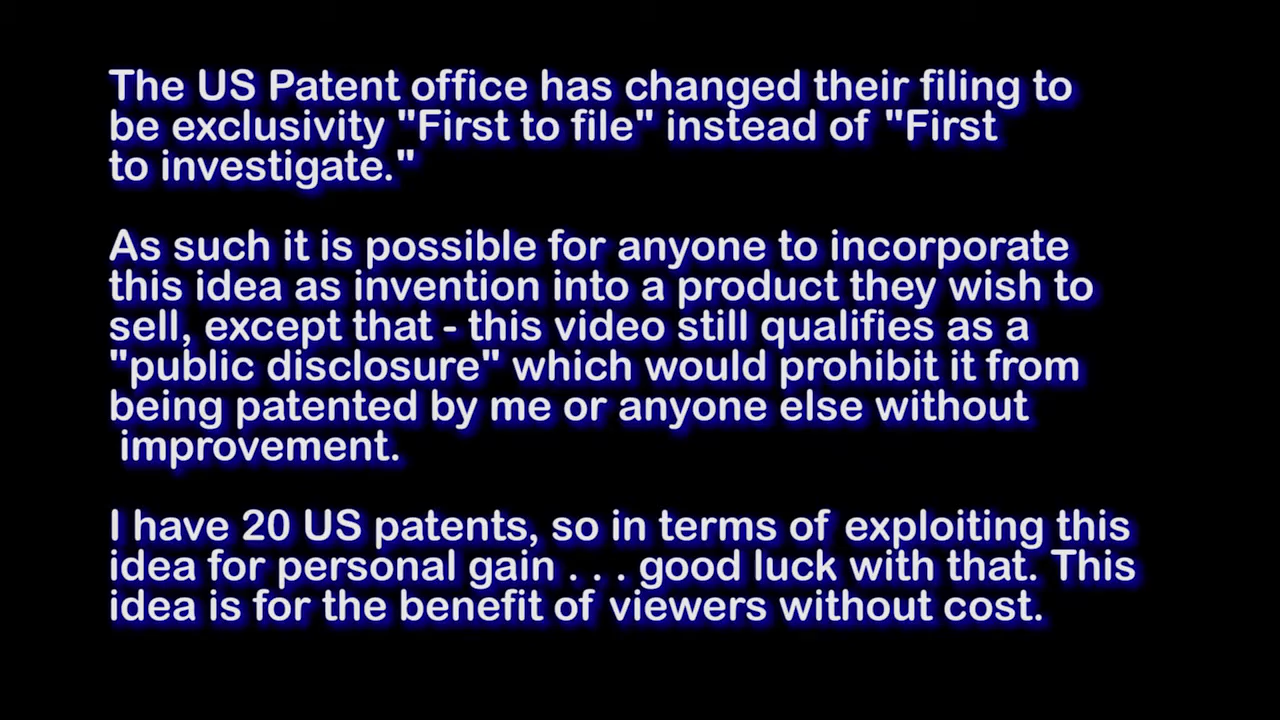 The US Patent office has changed their filing to
be exclusivity "First to file" instead of "First
to investigate."
As such it is possible for anyone to incorporate
this idea as invention into a product they wish to
sell, except that - this video still qualifies as a
"public disclosure" which would prohibit it from
being patented by me or anyone else without
improvement.
I have 20 US patents, so in terms of exploiting this
idea for personal gain . . . good luck with that. This
idea is for the benefit of viewers without cost.